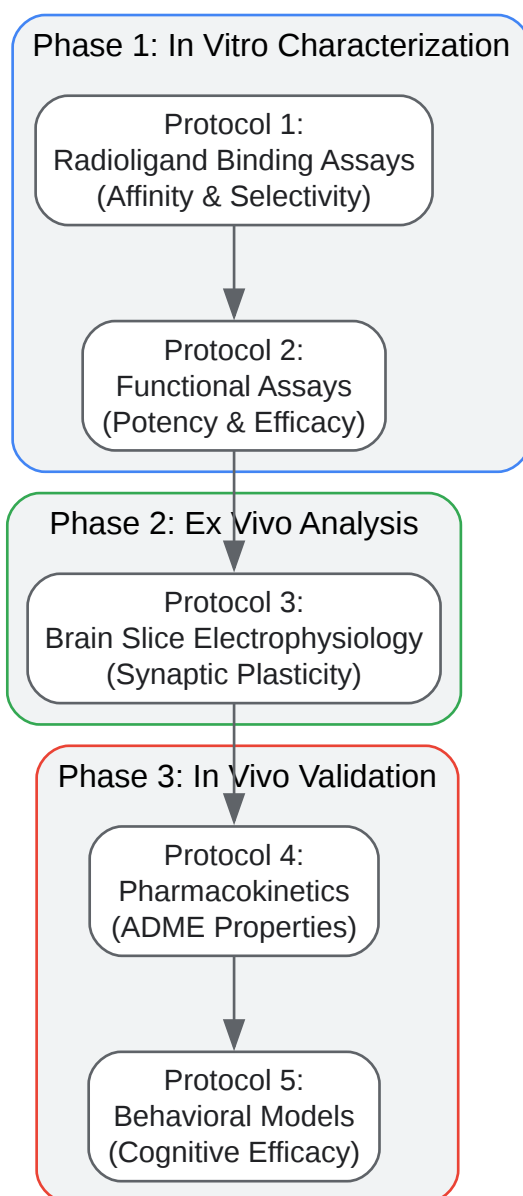 Phase 1: In Vitro Characterization
Protocol 1:
Radioligand Binding Assays
(Affinity & Selectivity)
Protocol 2:
Functional Assays
(Potency & Efficacy)
Phase 2: Ex Vivo Analysis
Protocol 3:
Brain Slice Electrophysiology
(Synaptic Plasticity)
Phase 3: In Vivo Validation
Protocol 4:
Pharmacokinetics
(ADME Properties)
Protocol 5:
Behavioral Models
(Cognitive Efficacy)